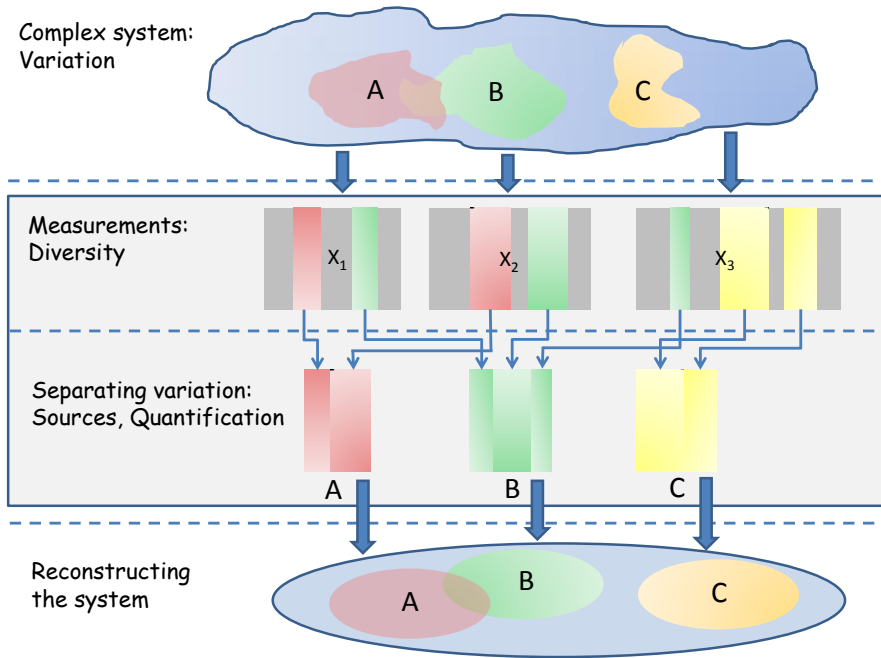 Complex system:
Variation
A
B
C
Measurements:
Diversity
X₁
X₂
X₃
Separating variation:
Sources, Quantification
A
B
C
Reconstructing
the system
A
B
C